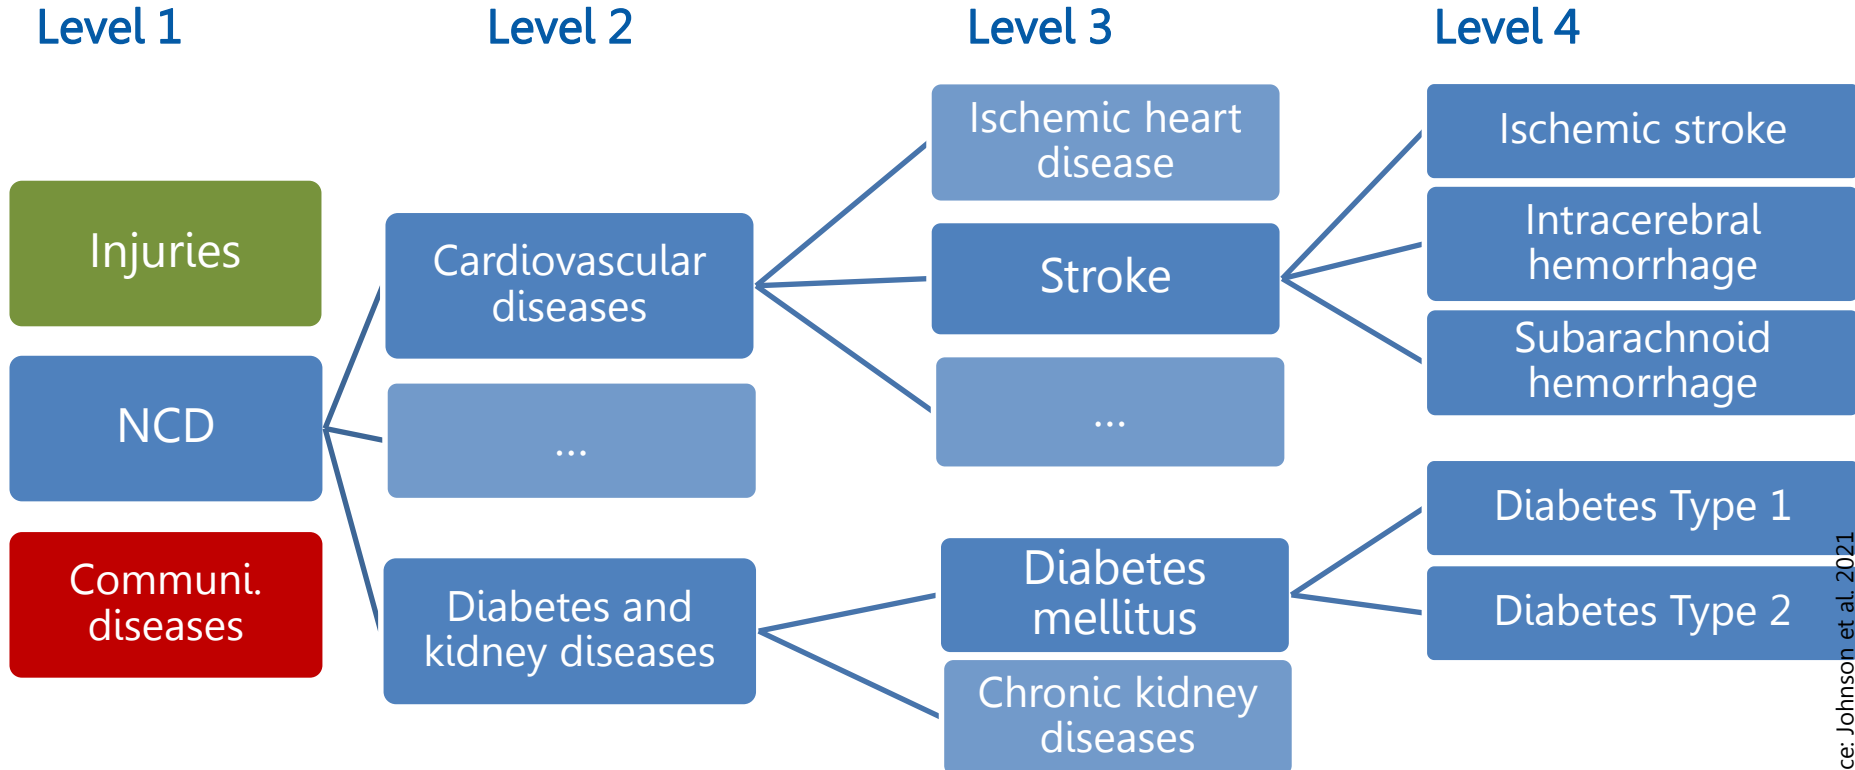 Level 1
Level 2
Level 3
Level 4
Injuries
NCD
Communi.
diseases
Cardiovascular
diseases
...
Diabetes and
kidney diseases
Ischemic heart
disease
Stroke
...
Diabetes
mellitus
Chronic kidney
diseases
Ischemic stroke
Intracerebral
hemorrhage
Subarachnoid
hemorrhage
Diabetes Type 1
Diabetes Type 2
ce: Johnson et al. 2021